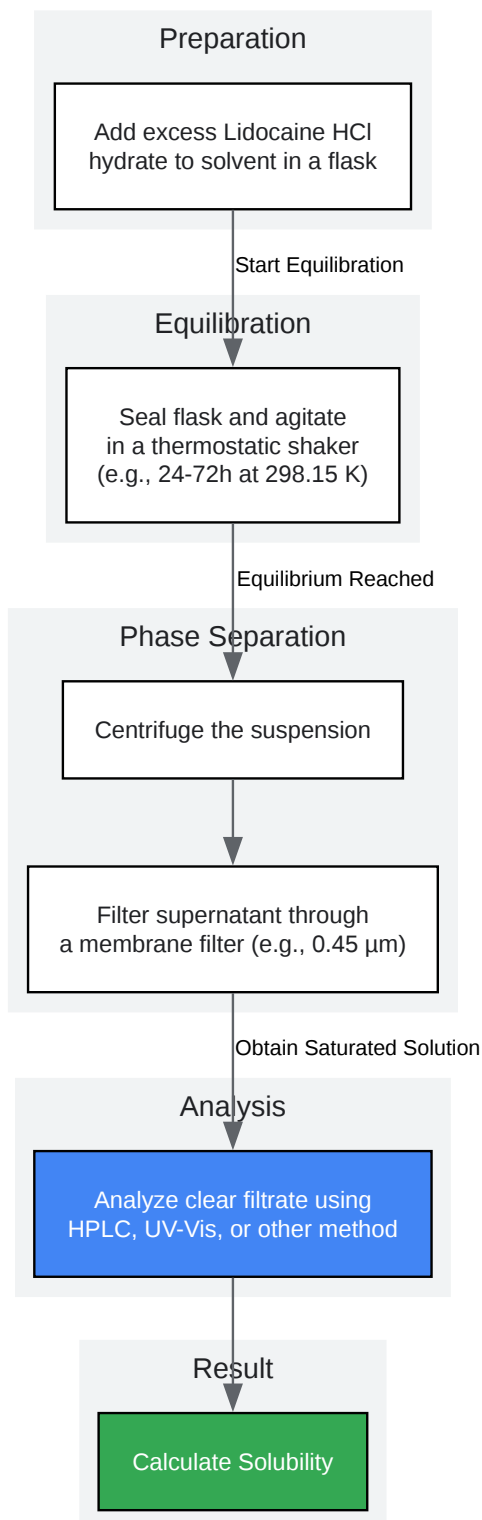 Preparation
Add excess Lidocaine HCl
hydrate to solvent in a flask
Start Equilibration
Equilibration
Seal flask and agitate
in a thermostatic shaker
(e.g., 24-72h at 298.15 K)
Equilibrium Reached
Phase Separation
Centrifuge the suspension
Filter supernatant through
a membrane filter (e.g., 0.45 µm)
Obtain Saturated Solution
Analysis
Analyze clear filtrate using
HPLC, UV-Vis, or other method
Result
Calculate Solubility